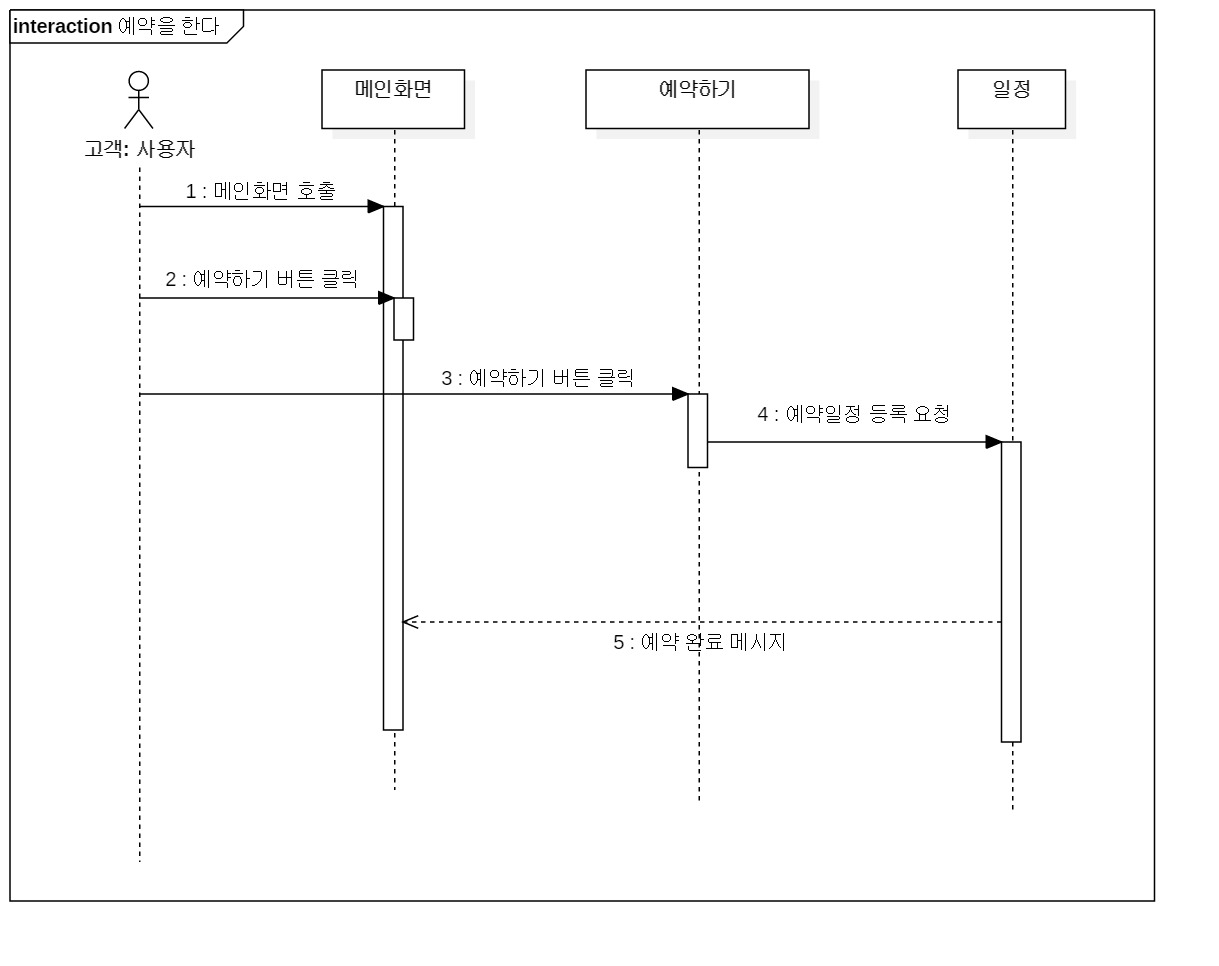 interaction 예약을 한다
메인화면
예약하기
일정
고객: 사용자
1 : 메인화면 호출
2 : 예약하기 버튼 클릭
3 : 예약하기 버튼 클릭
4 : 예약일정 등록 요청
5 : 예약 완료 메시지